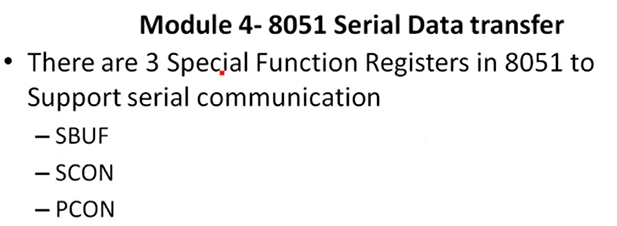 Module 4- 8051 Serial Data transfer
• There are 3 Special Function Registers in 8051 to
Support serial communication
– SBUF
– SCON
– PCON